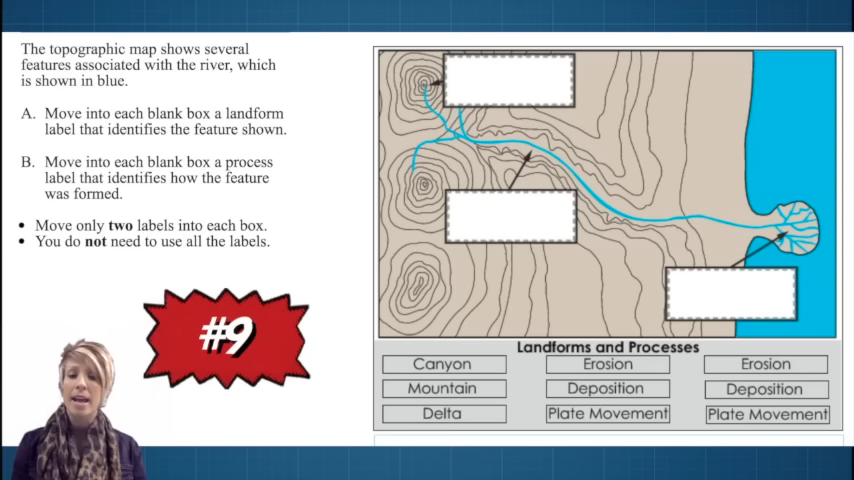 The topographic map shows several
features associated with the river, which
is shown in blue.
A. Move into each blank box a landform
label that identifies the feature shown.
B. Move into each blank box a process
label that identifies how the feature
was formed.
• Move only two labels into each box.
• You do not need to use all the labels.
#9
Landforms and Processes
Canyon Erosion Erosion
Mountain Deposition Deposition
Delta Plate Movement Plate Movement